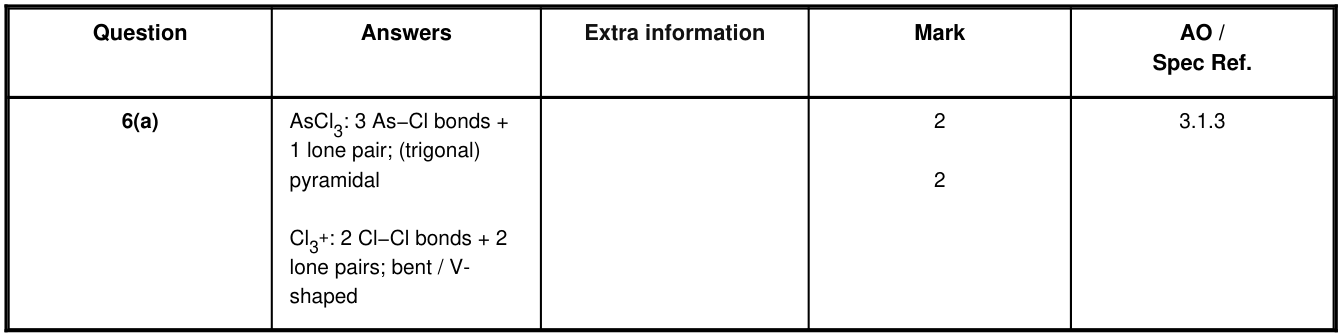 Question Answers Extra information Mark AO /
Spec Ref.
6(a) AsCl₃: 3 As–Cl bonds + 2 3.1.3
1 lone pair; (trigonal)
pyramidal 2
Cl₃⁺: 2 Cl–Cl bonds + 2
lone pairs; bent / V-
shaped